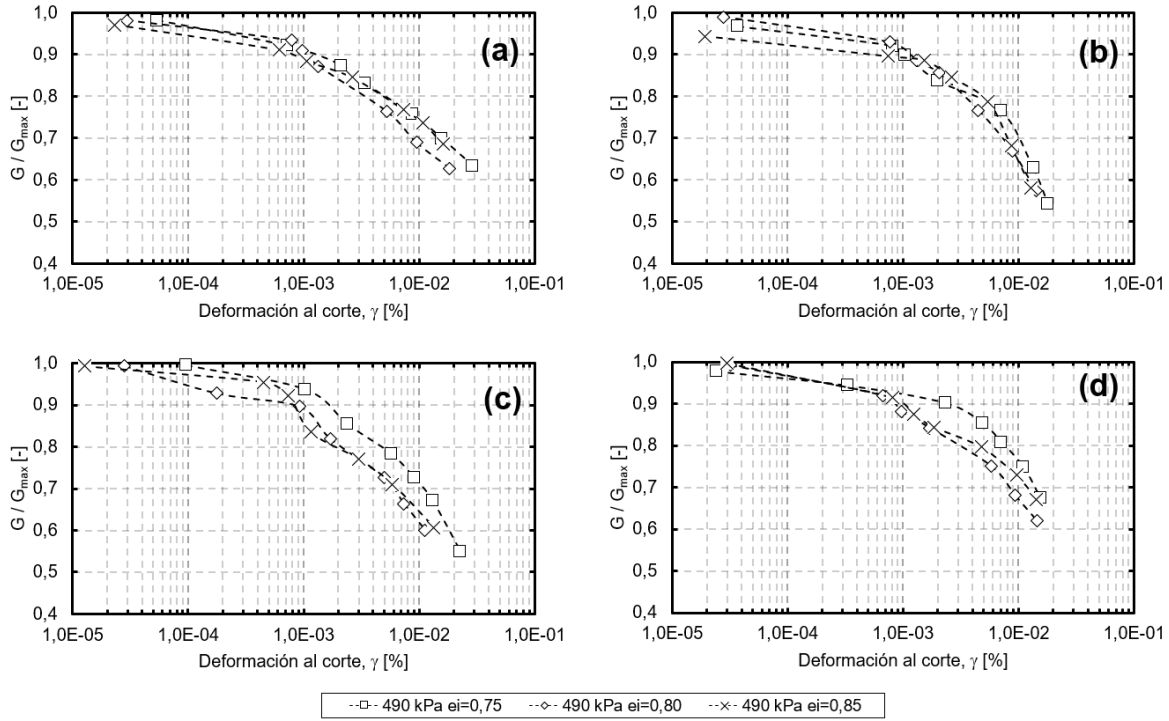 1,0
0,9
0,8
0,7
0,6
0,5
0,4
G / Gmax [-]
(a)
1,0E-05 1,0E-04 1,0E-03 1,0E-02 1,0E-01
Deformación al corte, γ [%]
1,0
0,9
0,8
0,7
0,6
0,5
0,4
G / Gmax [-]
(b)
1,0E-05 1,0E-04 1,0E-03 1,0E-02 1,0E-01
Deformación al corte, γ [%]
1,0
0,9
0,8
0,7
0,6
0,5
0,4
G / Gmax [-]
(c)
1,0E-05 1,0E-04 1,0E-03 1,0E-02 1,0E-01
Deformación al corte, γ [%]
1,0
0,9
0,8
0,7
0,6
0,5
0,4
G / Gmax [-]
(d)
1,0E-05 1,0E-04 1,0E-03 1,0E-02 1,0E-01
Deformación al corte, γ [%]
490 kPa ei=0,75 490 kPa ei=0,80 490 kPa ei=0,85